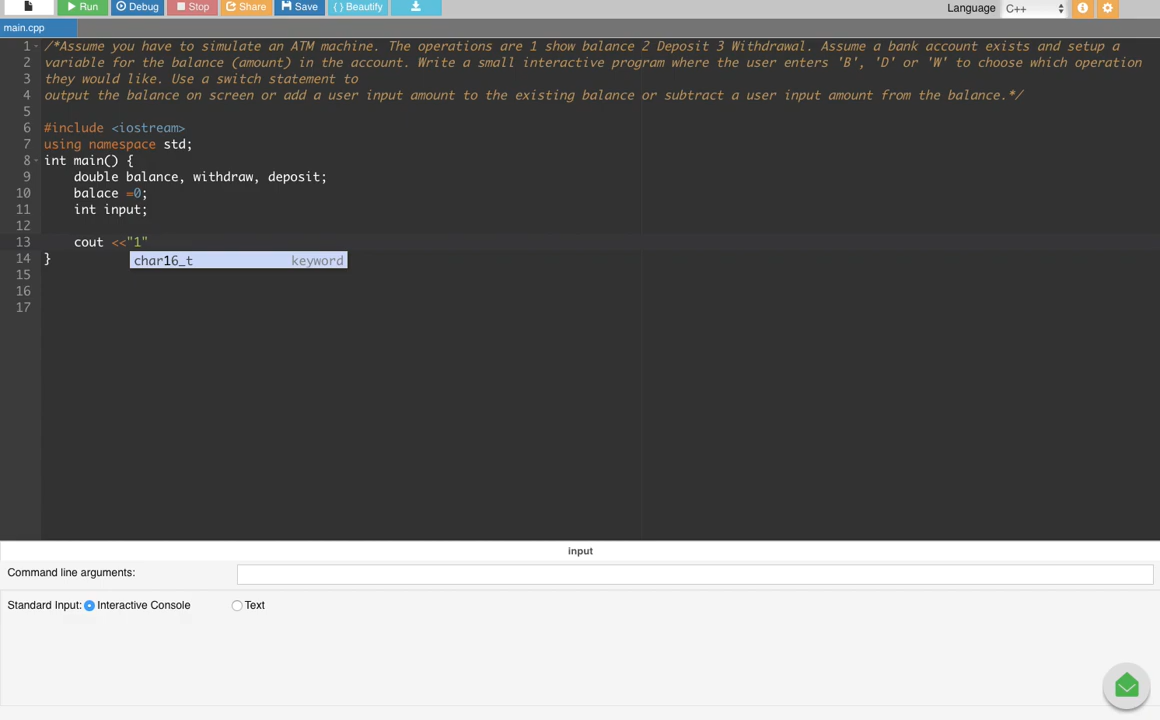 Run Debug Stop Share Save { } Beautify Language C++
main.cpp
1 /*Assume you have to simulate an ATM machine. The operations are 1 show balance 2 Deposit 3 Withdrawal. Assume a bank account exists and setup a
2 variable for the balance (amount) in the account. Write a small interactive program where the user enters 'B', 'D' or 'W' to choose which operation
3 they would like. Use a switch statement to
4 output the balance on screen or add a user input amount to the existing balance or subtract a user input amount from the balance.*/
5
6 #include <iostream>
7 using namespace std;
8 int main() {
9 double balance, withdraw, deposit;
10 balace =0;
11 int input;
12
13 cout <<"1"
char16_t keyword
14 }
15
16
17
input
Command line arguments:
Standard Input: Interactive Console Text